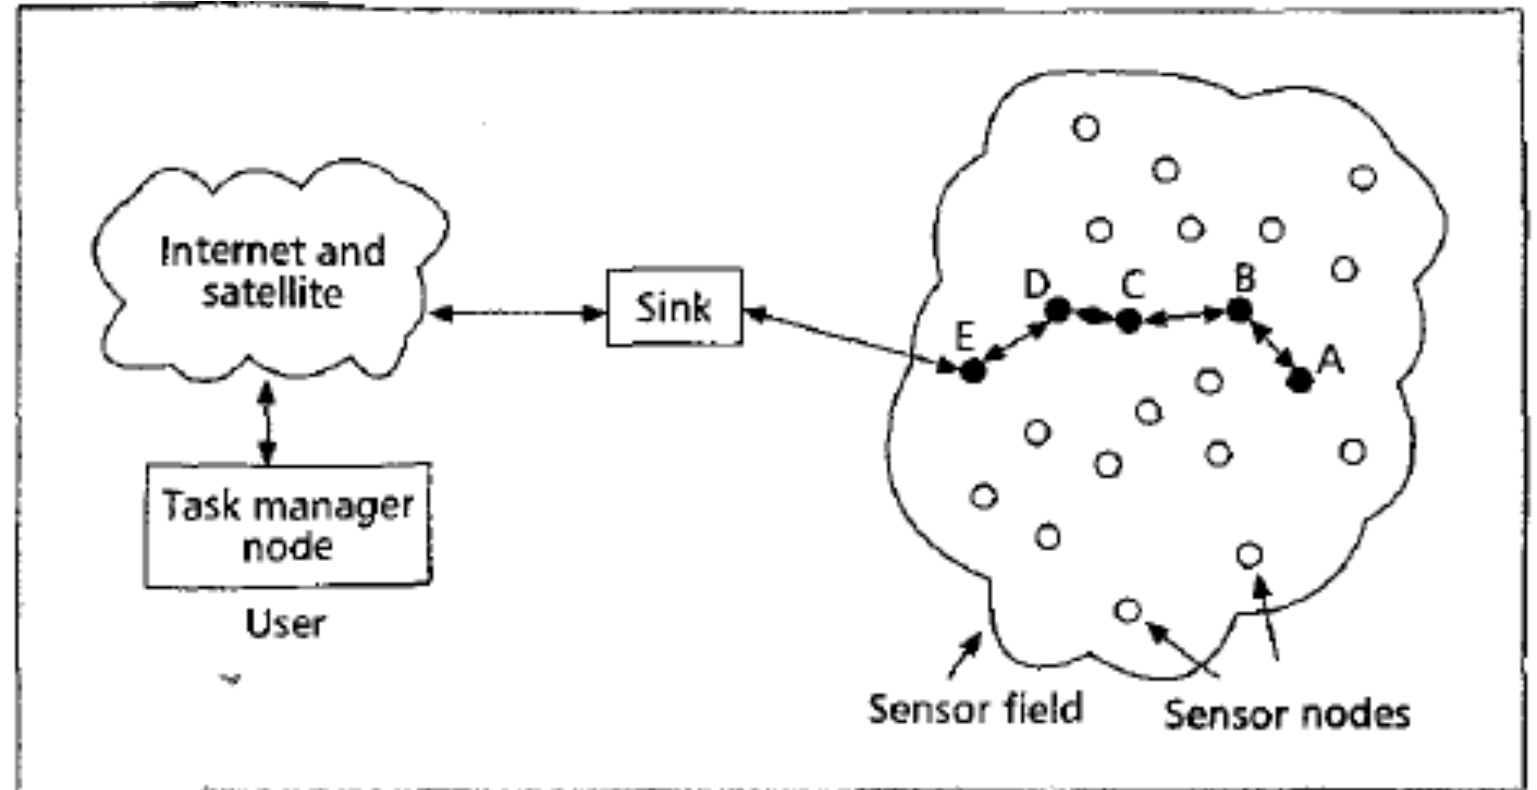 Internet and
satellite
Sink
D
C
B
E
A
Task manager
node
User
Sensor field
Sensor nodes